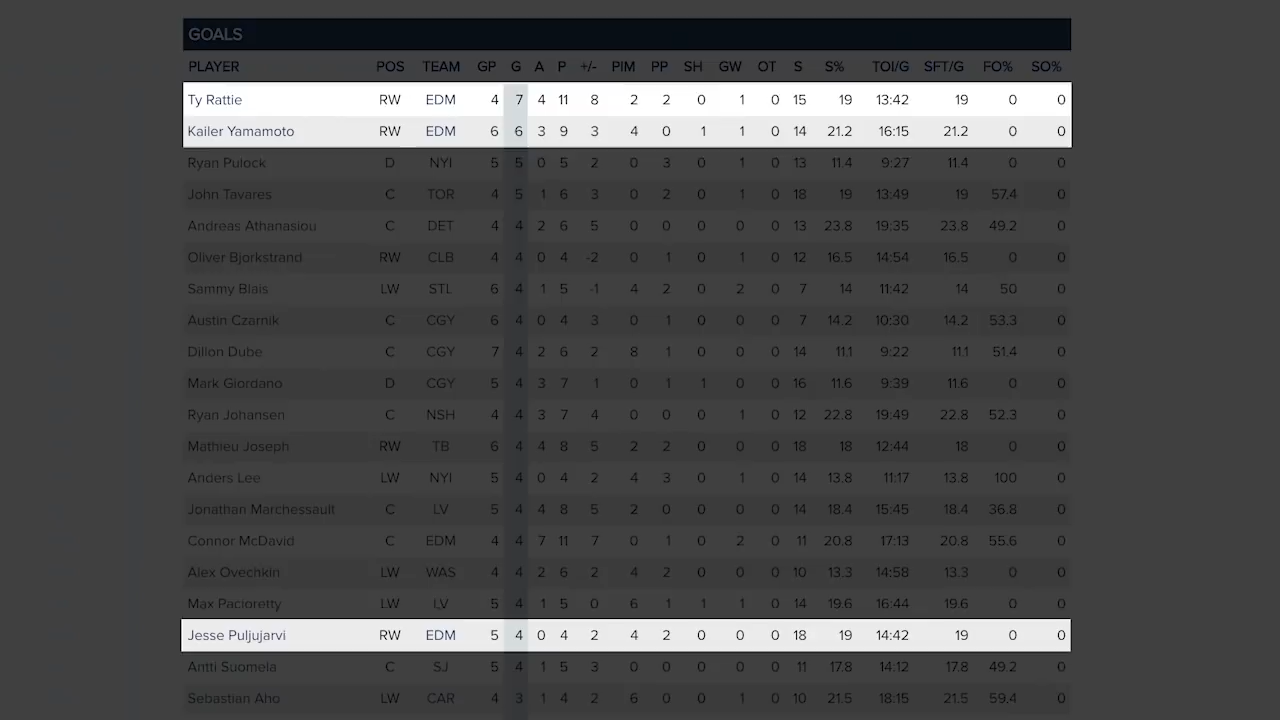 GOALS
PLAYER POS TEAM GP G A P +/- PIM PP SH GW OT S S% TOI/G SFT/G FO% SO%
Ty Rattie RW EDM 4 7 4 11 8 2 2 0 1 0 15 19 13:42 19 0 0
Kailer Yamamoto RW EDM 6 6 3 9 3 4 0 1 1 0 14 21.2 16:15 21.2 0 0
Ryan Pulock D NYI 5 5 0 5 2 0 3 0 1 0 13 11.4 9:27 11.4 0 0
John Tavares C TOR 4 5 1 6 3 0 2 0 1 0 18 19 13:49 19 57.4 0
Andreas Athanasiou C DET 4 4 2 6 5 0 0 0 0 0 13 23.8 19:35 23.8 49.2 0
Oliver Bjorkstrand RW CLB 4 4 0 4 -2 0 1 0 1 0 12 16.5 14:54 16.5 0 0
Sammy Blais LW STL 6 4 1 5 -1 4 2 0 2 0 7 14 11:42 14 50 0
Austin Czarnik C CGY 6 4 0 4 3 0 1 0 0 0 7 14.2 10:30 14.2 53.3 0
Dillon Dube C CGY 7 4 2 6 2 8 1 0 0 0 14 11.1 9:22 11.1 51.4 0
Mark Giordano D CGY 5 4 3 7 1 0 1 1 0 0 16 11.6 9:39 11.6 0 0
Ryan Johansen C NSH 4 4 3 7 4 0 0 0 1 0 12 22.8 19:49 22.8 52.3 0
Mathieu Joseph RW TB 6 4 4 8 5 2 2 0 0 0 18 18 12:44 18 0 0
Anders Lee LW NYI 5 4 0 4 2 4 3 0 1 0 14 13.8 11:17 13.8 100 0
Jonathan Marchessault C LV 5 4 4 8 5 2 0 0 0 0 14 18.4 15:45 18.4 36.8 0
Connor McDavid C EDM 4 4 7 11 7 0 1 0 2 0 11 20.8 17:13 20.8 55.6 0
Alex Ovechkin LW WAS 4 4 2 6 2 4 2 0 0 0 10 13.3 14:58 13.3 0 0
Max Pacioretty LW LV 5 4 1 5 0 6 1 1 1 0 14 19.6 16:44 19.6 0 0
Jesse Puljujarvi RW EDM 5 4 0 4 2 4 2 0 0 0 18 19 14:42 19 0 0
Antti Suomela C SJ 5 4 1 5 3 0 0 0 0 0 11 17.8 14:12 17.8 49.2 0
Sebastian Aho LW CAR 4 3 1 4 2 6 0 0 1 0 10 21.5 18:15 21.5 59.4 0